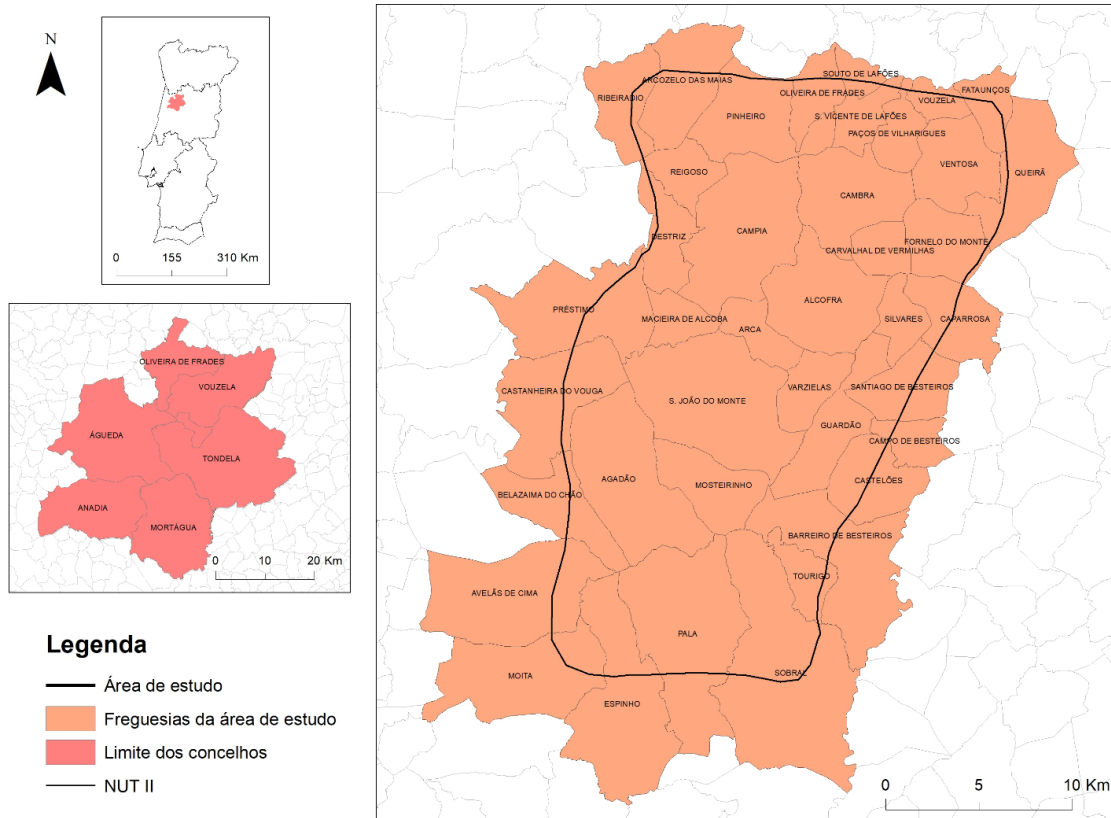 N
0 155 310 Km
OLIVEIRA DE FRADES
VOUZELA
ÁGUEDA
TONDELA
ANADIA
MORTÁGUA
0 10 20 Km
Legenda
Área de estudo
Freguesias da área de estudo
Limite dos concelhos
NUT II
SOUTO DE LAFÕES
ARCOZELO DAS MAIAS
FATAUNÇOS
OLIVEIRA DE FRADES
RIBEIRADIO
VOUZELA
PINHEIRO
S. VICENTE DE LAFÕES
PAÇOS DE VILHARIGUES
VENTOSA
REIGOSO
QUEIRÃ
CAMBRA
CAMPIA
DESTRIZ
FORNELO DO MONTE
CARVALHAL DE VERMILHAS
ALCOFRA
PRÉSTIMO
MACIEIRA DE ALCOBA
SILVARES
CAPARROSA
ARCA
CASTANHEIRA DO VOUGA
VARZIELAS
SANTIAGO DE BESTEIROS
S. JOÃO DO MONTE
GUARDÃO
CAMPO DE BESTEIROS
AGADÃO
CASTELÕES
MOSTEIRINHO
BELAZAIMA DO CHÃO
BARREIRO DE BESTEIROS
TOURIGO
AVELÃS DE CIMA
PALA
MOITA
SOBRAL
ESPINHO
0 5 10 Km